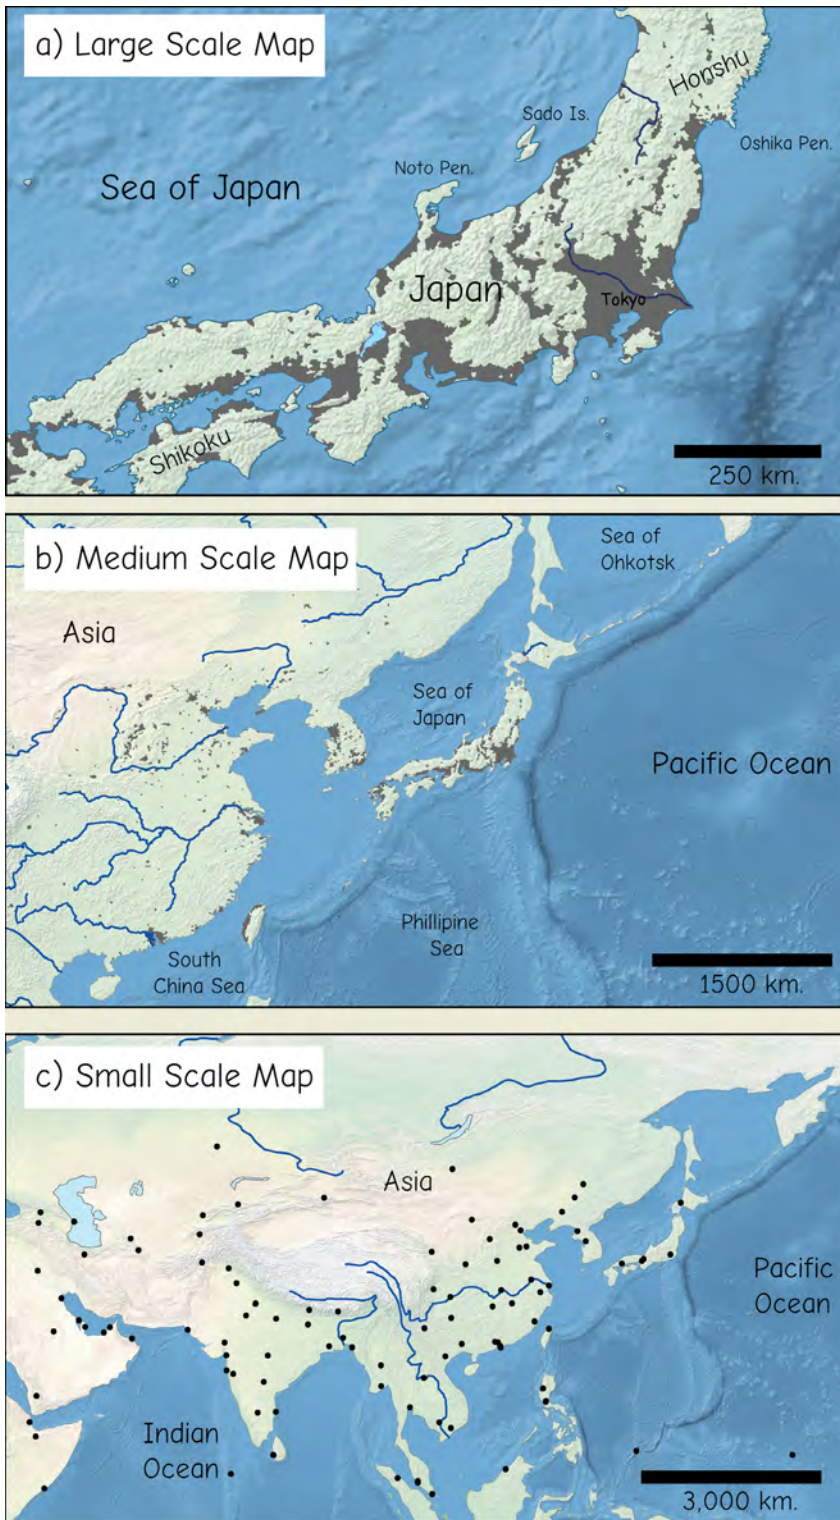 a) Large Scale Map
Honshu
Sado Is.
Oshika Pen.
Noto Pen.
Sea of Japan
Japan
Tokyo
Shikoku
250 km.
b) Medium Scale Map
Sea of
Ohkotsk
Asia
Sea of
Japan
Pacific Ocean
Phillipine
Sea
South
China Sea
1500 km.
c) Small Scale Map
Asia
Pacific
Ocean
Indian
Ocean
3,000 km.